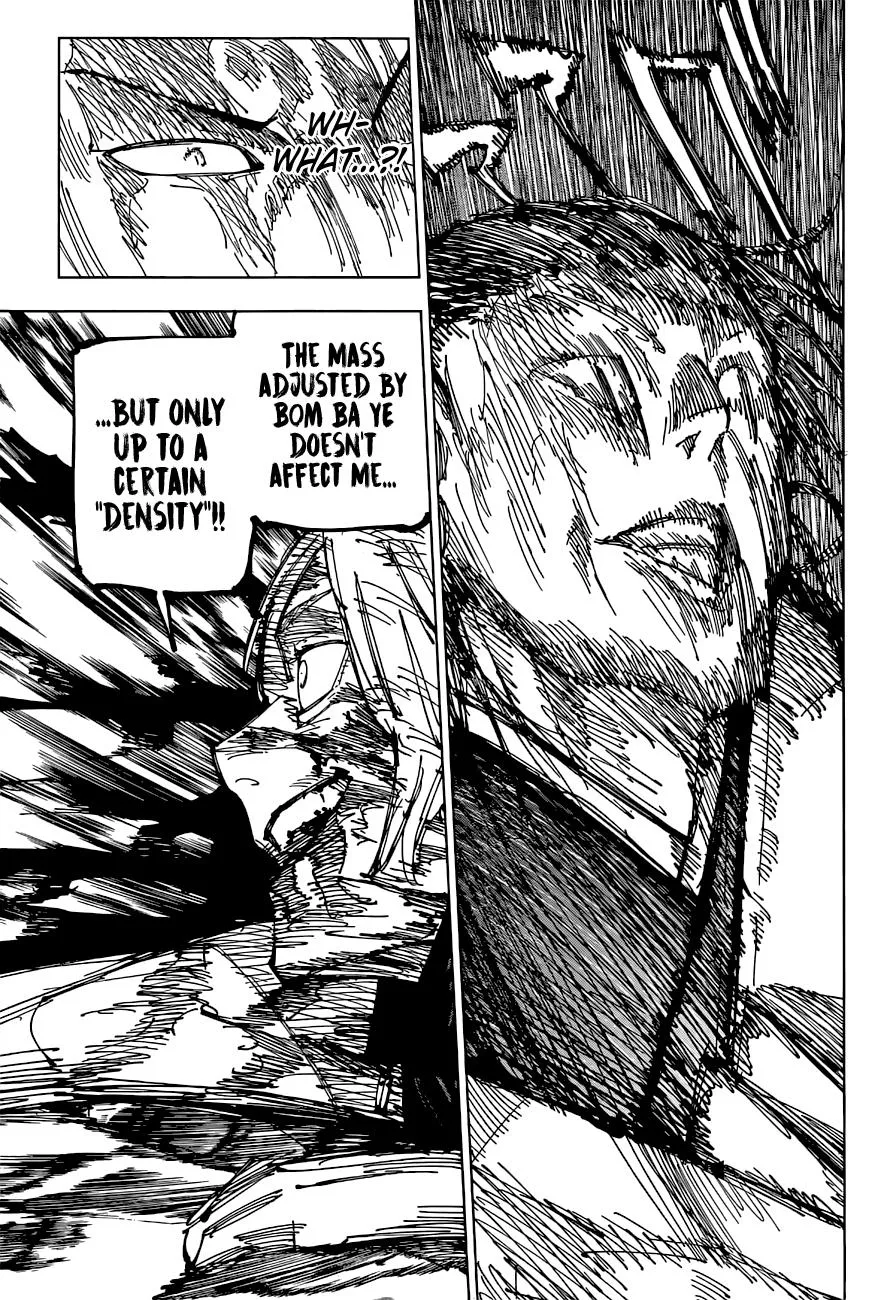 WH-
WHAT...?!
THE MASS
ADJUSTED BY
BOM BA YE
DOESN'T
AFFECT ME...
...BUT ONLY
UP TO A
CERTAIN
"DENSITY"!!